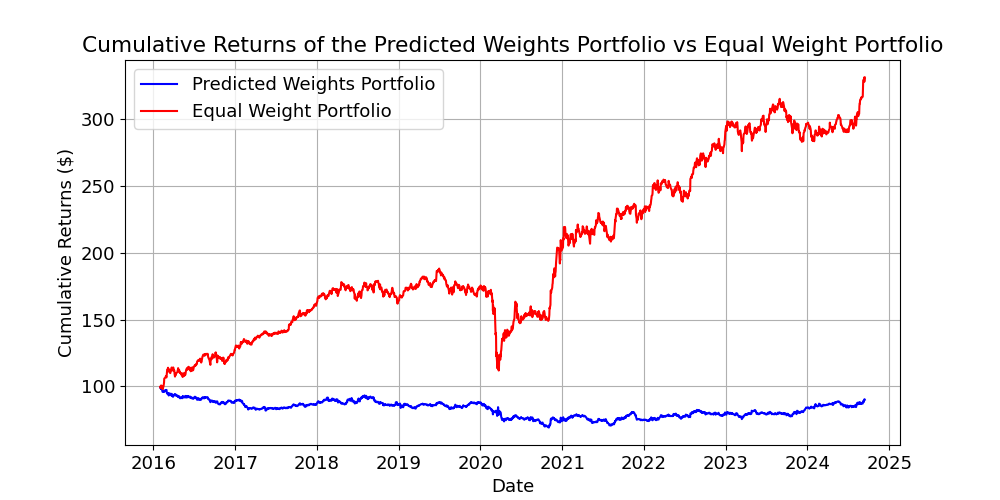 Cumulative Returns of the Predicted Weights Portfolio vs Equal Weight Portfolio
Predicted Weights Portfolio
Equal Weight Portfolio
Cumulative Returns ($)
300
250
200
150
100
2016 2017 2018 2019 2020 2021 2022 2023 2024 2025
Date